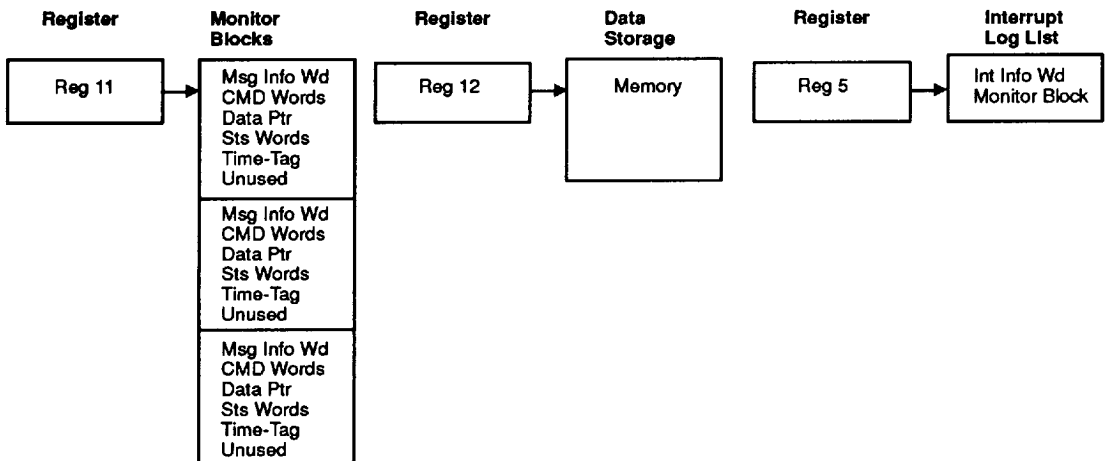 Register
Monitor
Blocks
Register
Data
Storage
Register
Interrupt
Log List
Reg 11
Msg Info Wd
CMD Words
Data Ptr
Sts Words
Time-Tag
Unused
Msg Info Wd
CMD Words
Data Ptr
Sts Words
Time-Tag
Unused
Msg Info Wd
CMD Words
Data Ptr
Sts Words
Time-Tag
Unused
Reg 12
Memory
Reg 5
Int Info Wd
Monitor Block